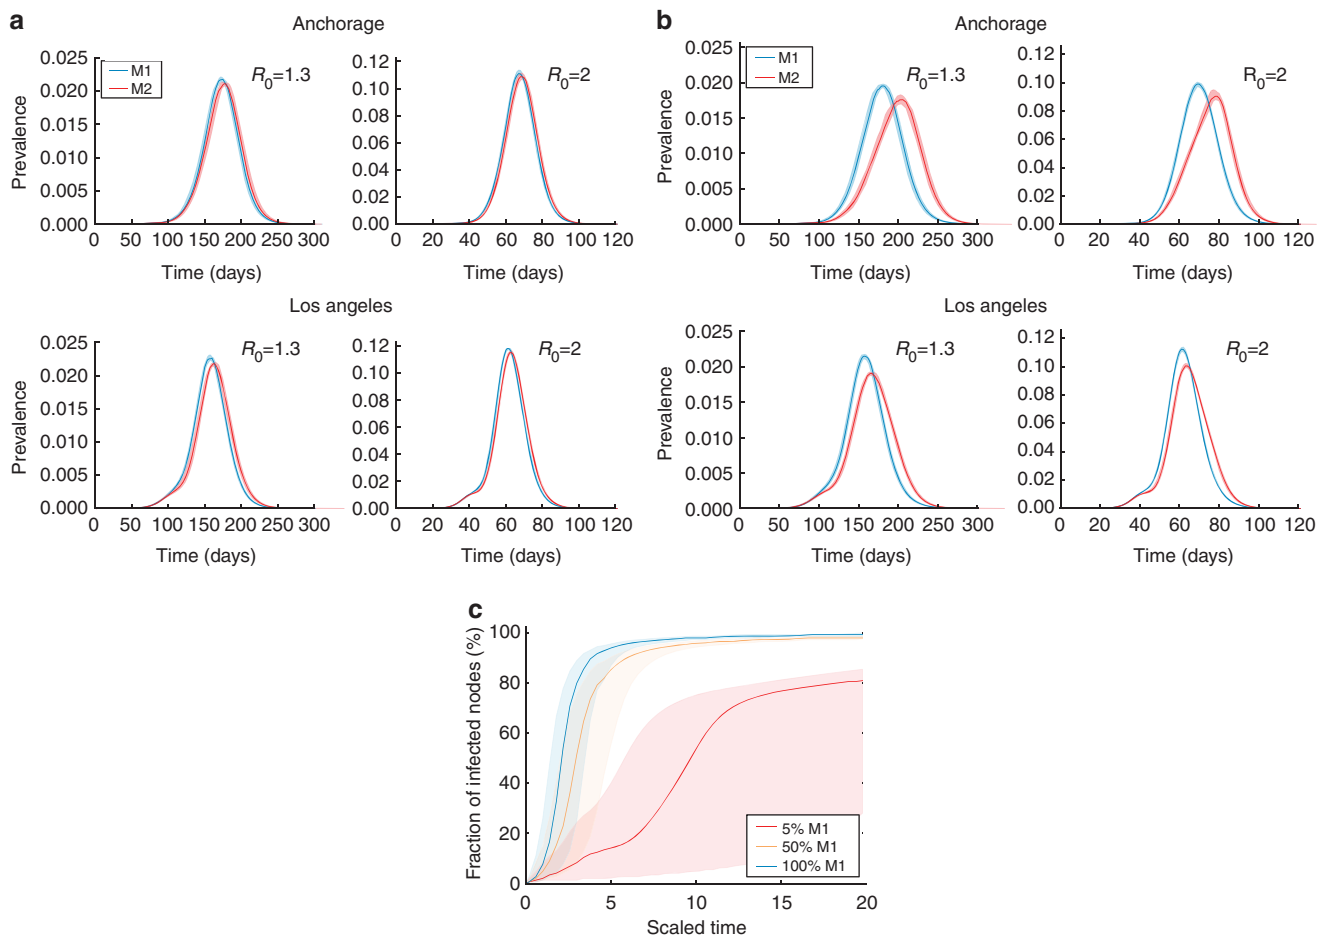 a
Anchorage
0.025
0.020
0.015
0.010
0.005
0.000
Prevalence
M1
M2
R0=1.3
0 50 100 150 200 250 300
Time (days)
0.12
0.10
0.08
0.06
0.04
0.02
0.00
R0=2
0 20 40 60 80 100 120
Time (days)
Los angeles
0.025
0.020
0.015
0.010
0.005
0.000
Prevalence
R0=1.3
0 50 100 150 200 250 300
Time (days)
0.12
0.10
0.08
0.06
0.04
0.02
0.00
R0=2
0 20 40 60 80 100 120
Time (days)
b
Anchorage
0.025
0.020
0.015
0.010
0.005
0.000
Prevalence
M1
M2
R0=1.3
0 50 100 150 200 250 300
Time (days)
0.12
0.10
0.08
0.06
0.04
0.02
0.00
R0=2
0 20 40 60 80 100 120
Time (days)
Los angeles
0.025
0.020
0.015
0.010
0.005
0.000
Prevalence
R0=1.3
0 50 100 150 200 250 300
Time (days)
0.12
0.10
0.08
0.06
0.04
0.02
0.00
R0=2
0 20 40 60 80 100 120
Time (days)
c
100
80
60
40
20
0
Fraction of infected nodes (%)
5% M1
50% M1
100% M1
0 5 10 15 20
Scaled time